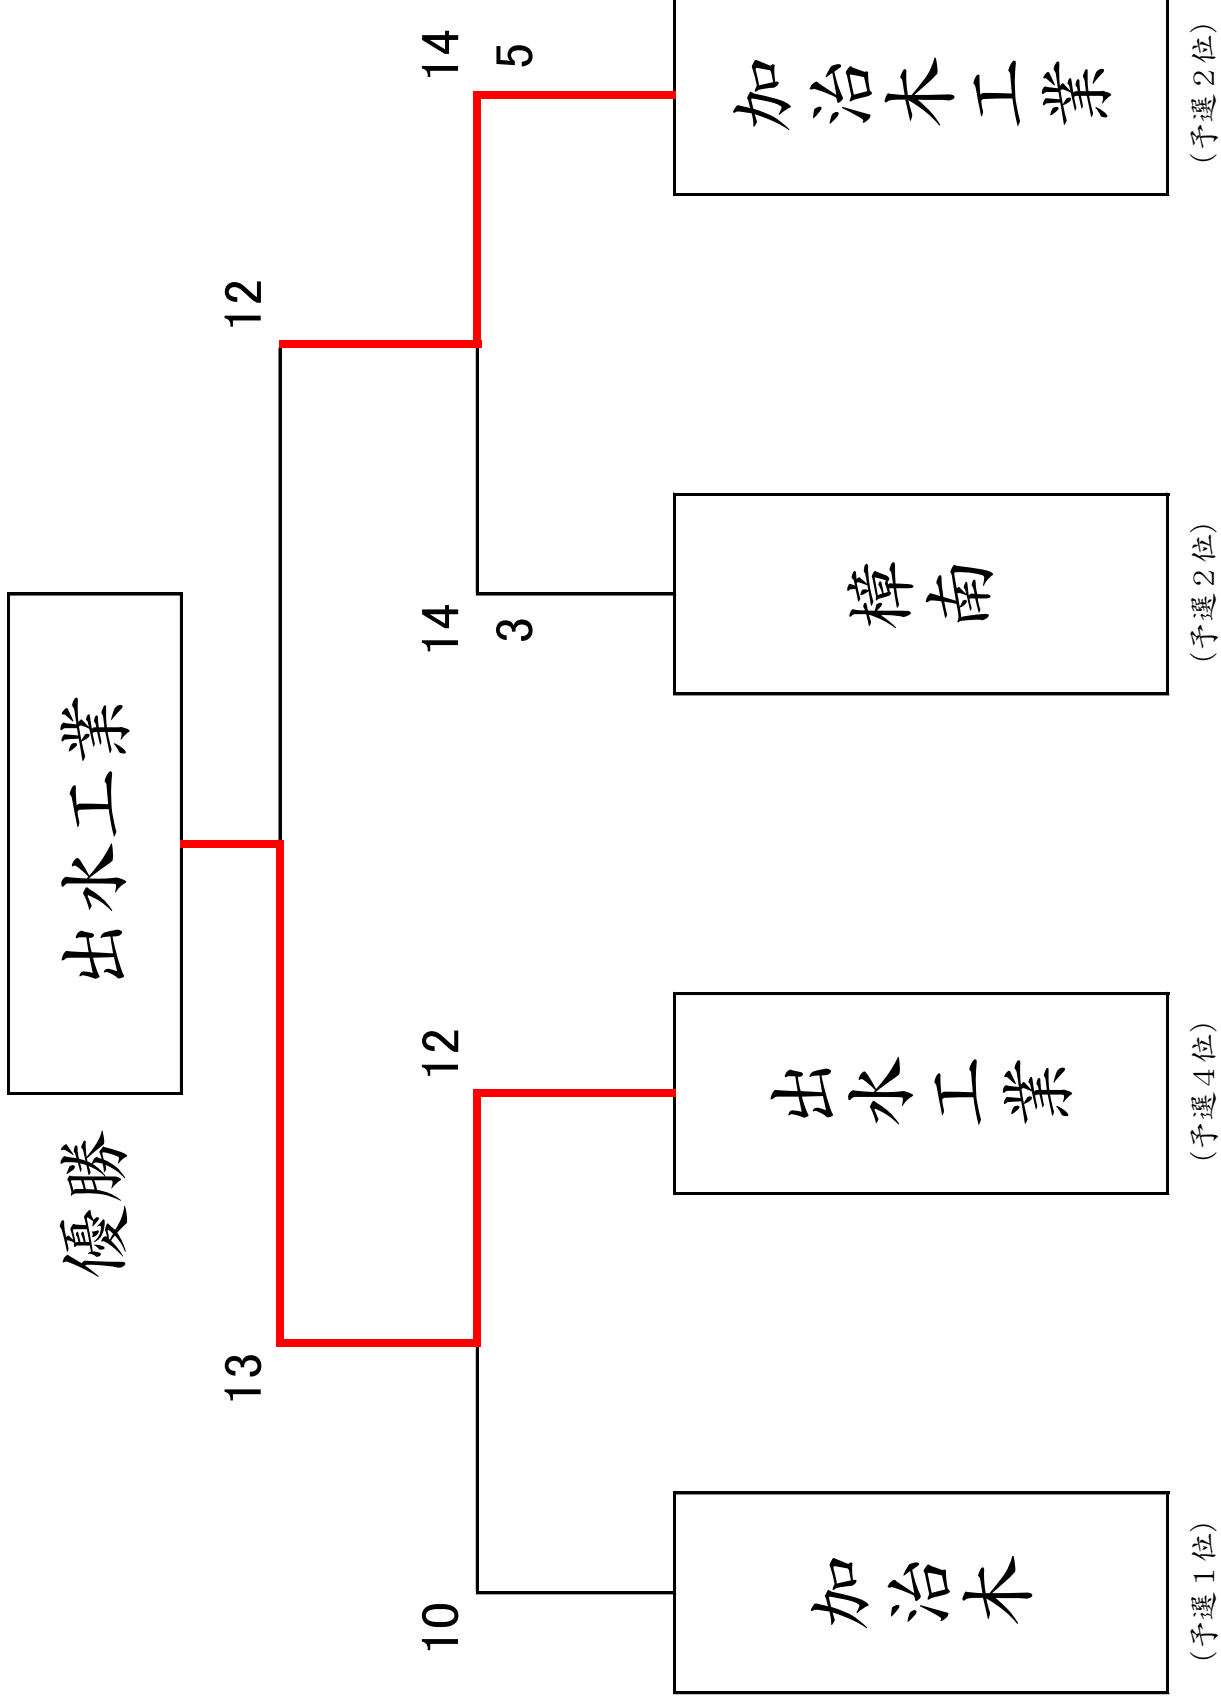 優勝
出水工業
13
12
10
12
14
14
3
5
加治木
出水工業
樟南
加治木工業
(予選1位)
(予選4位)
(予選2位)
(予選2位)